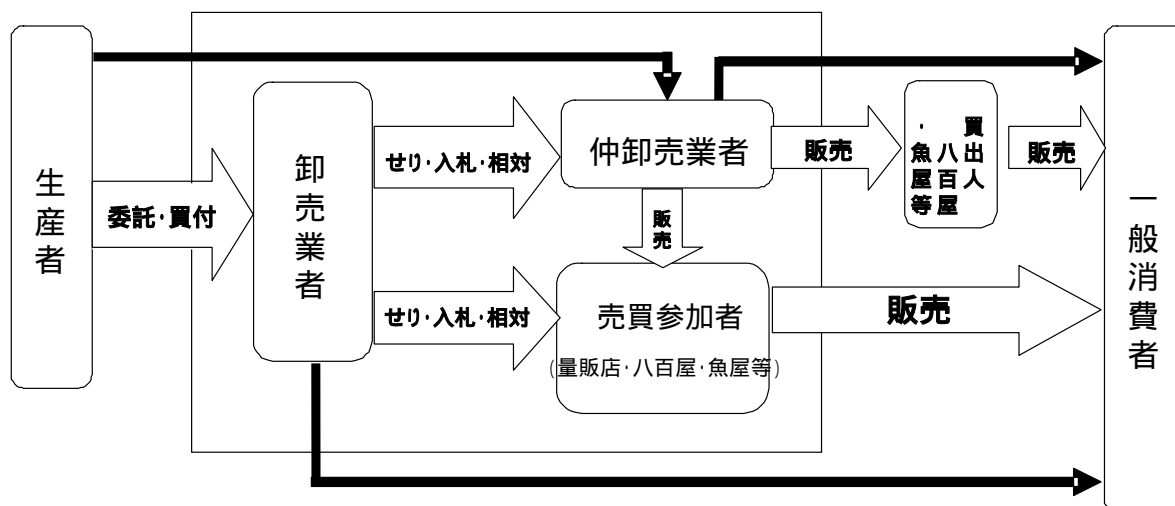 生産者
委託･買付
卸売業者
せり･入札･相対
せり･入札･相対
仲卸売業者
販売
売買参加者
(量販店･八百屋･魚屋等)
販売
買出人
八百屋
･魚屋等
販売
販売
一般消費者